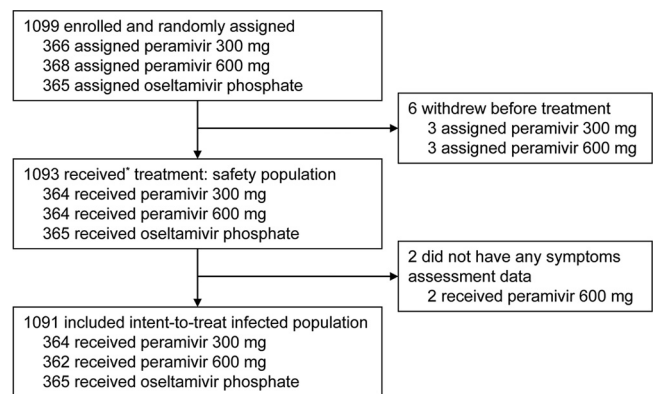 1099 enrolled and randomly assigned
366 assigned peramivir 300 mg
368 assigned peramivir 600 mg
365 assigned oseltamivir phosphate
6 withdrew before treatment
3 assigned peramivir 300 mg
3 assigned peramivir 600 mg
1093 received* treatment: safety population
364 received peramivir 300 mg
364 received peramivir 600 mg
365 received oseltamivir phosphate
2 did not have any symptoms
assessment data
2 received peramivir 600 mg
1091 included intent-to-treat infected population
364 received peramivir 300 mg
362 received peramivir 600 mg
365 received oseltamivir phosphate